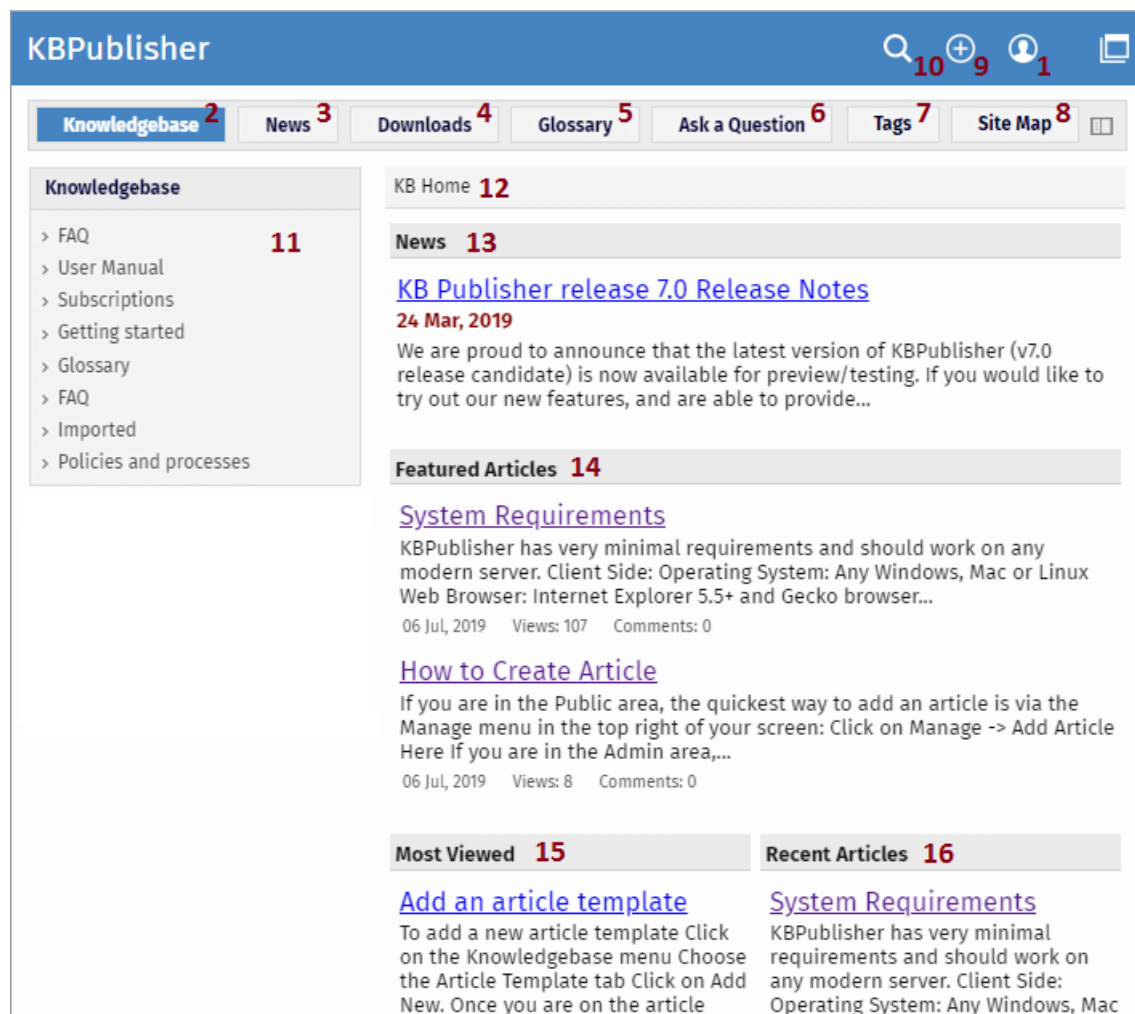 KBPublisher
10 9 1
Knowledgebase 2 News 3 Downloads 4 Glossary 5 Ask a Question 6 Tags 7 Site Map 8
Knowledgebase
11
› FAQ
› User Manual
› Subscriptions
› Getting started
› Glossary
› FAQ
› Imported
› Policies and processes
KB Home 12
News 13
KB Publisher release 7.0 Release Notes
24 Mar, 2019
We are proud to announce that the latest version of KBPublisher (v7.0
release candidate) is now available for preview/testing. If you would like to
try out our new features, and are able to provide...
Featured Articles 14
System Requirements
KBPublisher has very minimal requirements and should work on any
modern server. Client Side: Operating System: Any Windows, Mac or Linux
Web Browser: Internet Explorer 5.5+ and Gecko browser...
06 Jul, 2019 Views: 107 Comments: 0
How to Create Article
If you are in the Public area, the quickest way to add an article is via the
Manage menu in the top right of your screen: Click on Manage -> Add Article
Here If you are in the Admin area,...
06 Jul, 2019 Views: 8 Comments: 0
Most Viewed 15
Add an article template
To add a new article template Click
on the Knowledgebase menu Choose
the Article Template tab Click on Add
New. Once you are on the article
Recent Articles 16
System Requirements
KBPublisher has very minimal
requirements and should work on
any modern server. Client Side:
Operating System: Any Windows, Mac